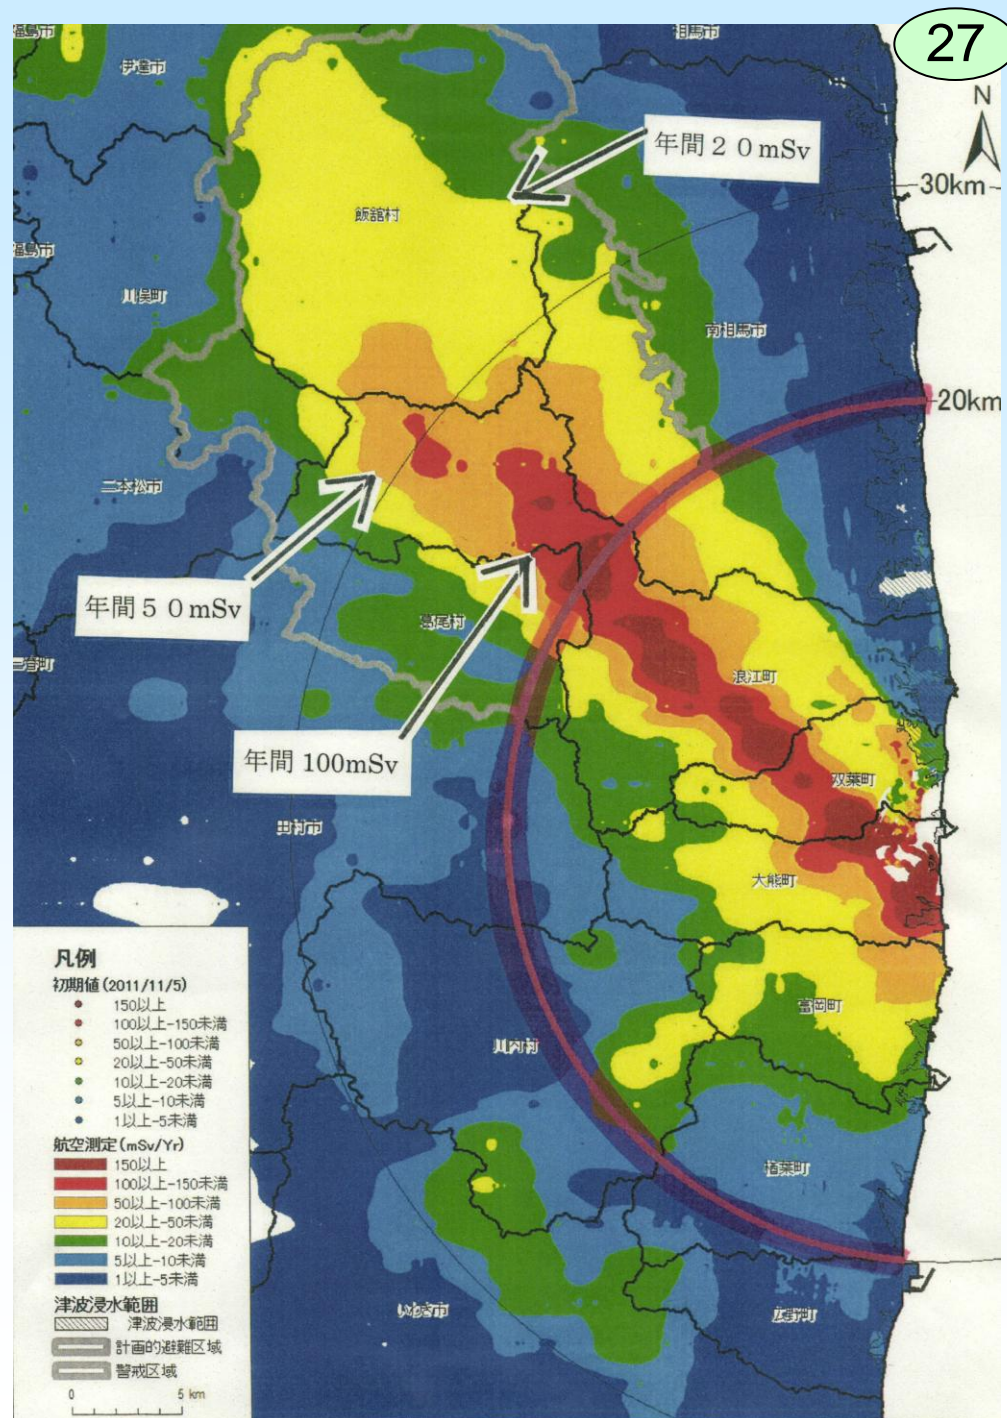 27
福島市
伊達市
相馬市
N
年間２０mSv
30km
飯舘村
福島市
川俣町
南相馬市
20km
二本松市
年間５０mSv
葛尾村
三春町
浪江町
年間 100mSv
双葉町
田村市
大熊町
富岡町
川内村
楢葉町
いわき市
広野町
凡例
初期値(2011/11/5)
150以上
100以上-150未満
50以上-100未満
20以上-50未満
10以上-20未満
5以上-10未満
1以上-5未満
航空測定(mSv/Yr)
150以上
100以上-150未満
50以上-100未満
20以上-50未満
10以上-20未満
5以上-10未満
1以上-5未満
津波浸水範囲
津波浸水範囲
計画的避難区域
警戒区域
0 5 km